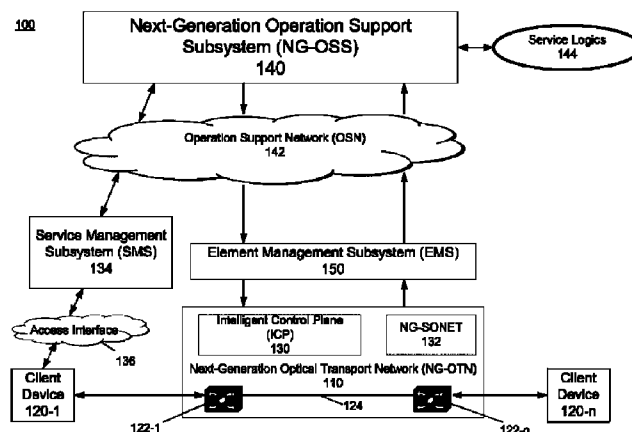 100
Next-Generation Operation Support
Subsystem (NG-OSS)
140
Service Logics
144
Operation Support Network (OSN)
142
Service Management
Subsystem (SMS)
134
Element Management Subsystem (EMS)
150
Access Interface
136
Intelligent Control Plane
(ICP)
130
NG-SONET
132
Next-Generation Optical Transport Network (NG-OTN)
110
Client
Device
120-1
124
122-1
122-n
Client
Device
120-n